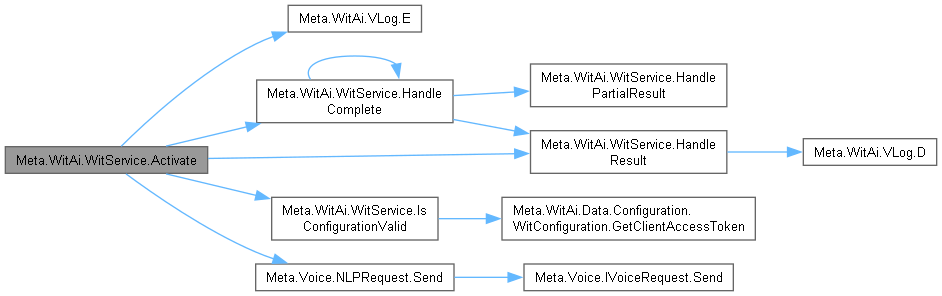 Meta.WitAi.VLog.E
Meta.WitAi.WitService.Handle
Complete
Meta.WitAi.WitService.Handle
PartialResult
Meta.WitAi.WitService.Activate
Meta.WitAi.WitService.Handle
Result
Meta.WitAi.VLog.D
Meta.WitAi.WitService.Is
ConfigurationValid
Meta.WitAi.Data.Configuration.
WitConfiguration.GetClientAccessToken
Meta.Voice.NLPRequest.Send
Meta.Voice.IVoiceRequest.Send